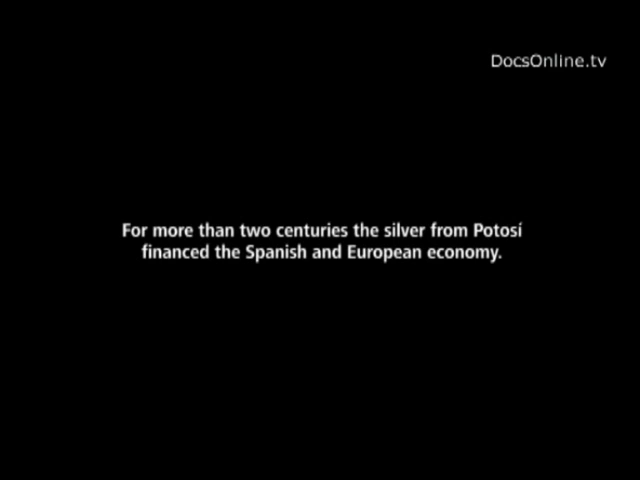 DocsOnline.tv
For more than two centuries the silver from Potosí
financed the Spanish and European economy.